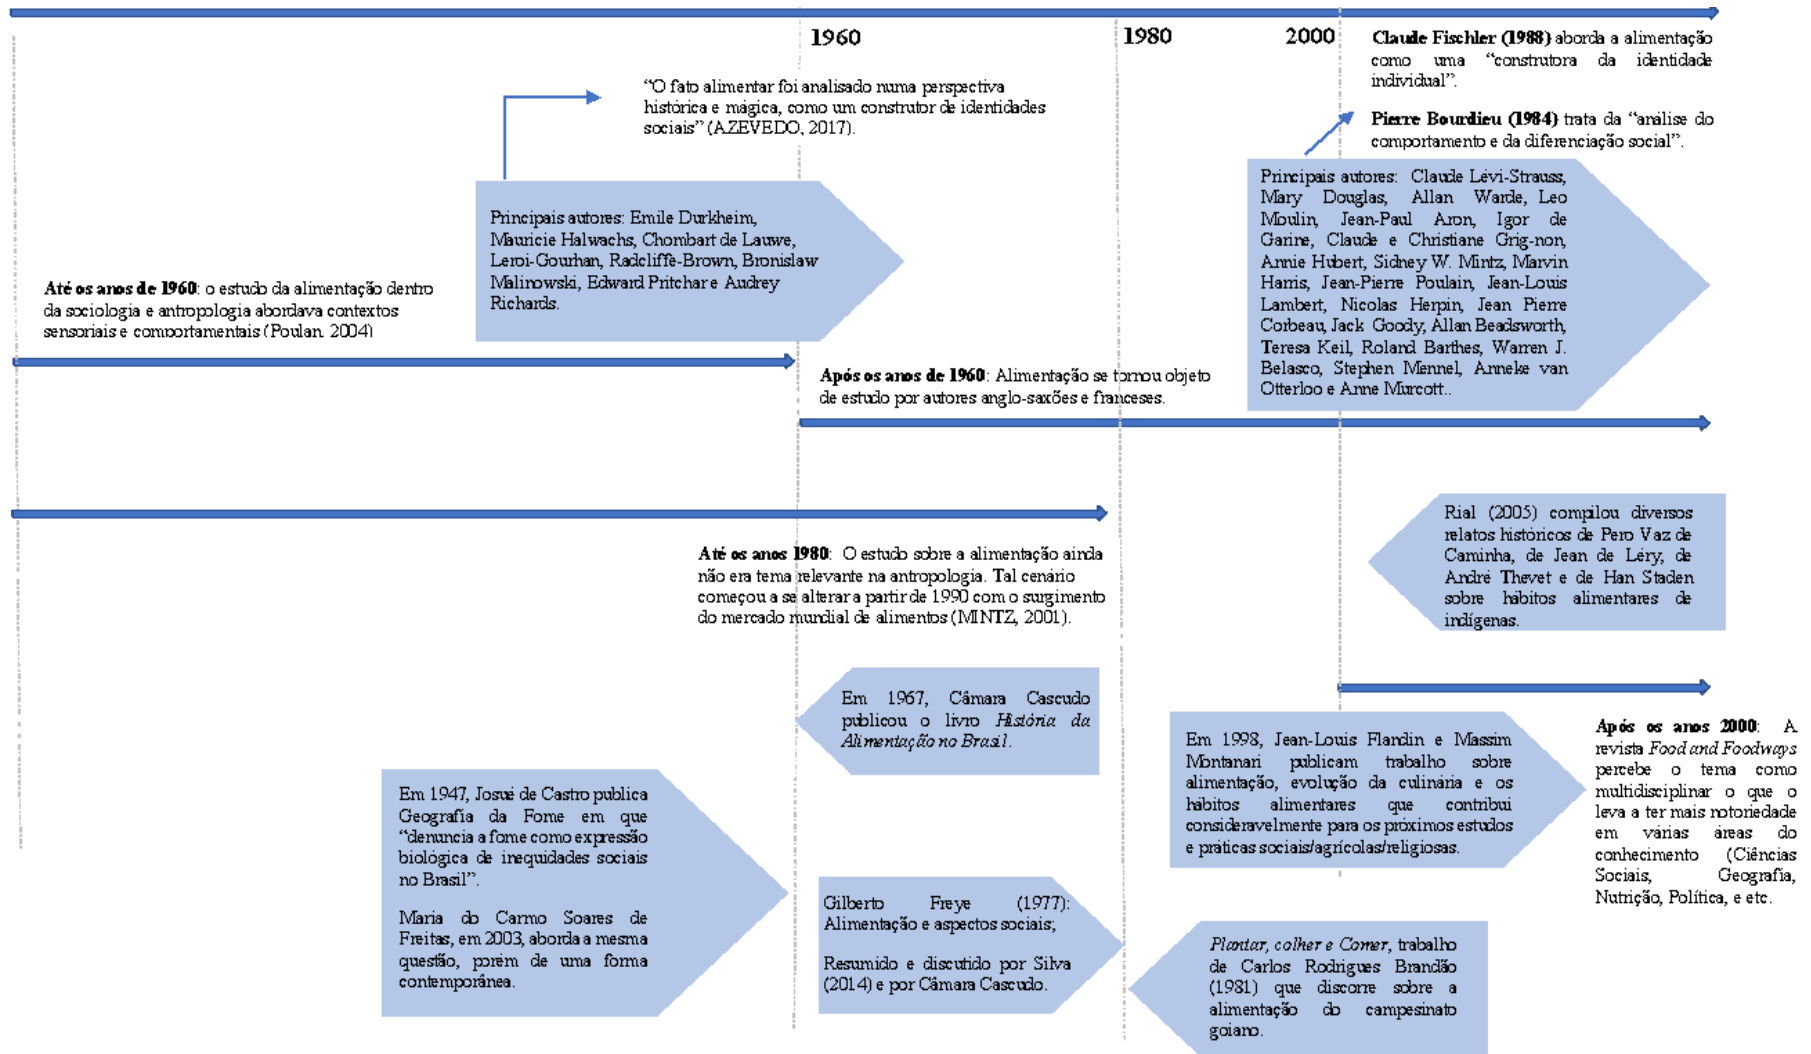 1960
1980
2000
Claude Fischler (1988) aborda a alimentação
como uma “construtora da identidade
individual”.
Pierre Bourdieu (1984) trata da “análise do
comportamento e da diferenciação social”.
“O fato alimentar foi analisado numa perspectiva
histórica e mágica, como um construtor de identidades
sociais” (AZEVEDO, 2017).
Principais autores: Emile Durkheim,
Mauricie Halwachs, Chombart de Lauwe,
Leroi-Gourhan, Radcliffe-Brown, Bronislaw
Malinowski, Edward Pritchar e Audrey
Richards.
Principais autores: Claude Lévi-Strauss,
Mary Douglas, Allan Warde, Leo
Moulin, Jean-Paul Aron, Igor de
Garine, Claude e Christiane Grig-non,
Annie Hubert, Sidney W. Mintz, Marvin
Harris, Jean-Pierre Poulain, Jean-Louis
Lambert, Nicolas Herpin, Jean Pierre
Corbeau, Jack Goody, Allan Beadsworth,
Teresa Keil, Roland Barthes, Warren J.
Belasco, Stephen Mennel, Anneke van
Otterloo e Anne Murcott..
Até os anos de 1960: o estudo da alimentação dentro
da sociologia e antropologia abordava contextos
sensoriais e comportamentais (Poulan, 2004)
Após os anos de 1960: Alimentação se tornou objeto
de estudo por autores anglo-saxões e franceses.
Até os anos 1980: O estudo sobre a alimentação ainda
não era tema relevante na antropologia. Tal cenário
começou a se alterar a partir de 1990 com o surgimento
do mercado mundial de alimentos (MINTZ, 2001).
Rial (2005) compilou diversos
relatos históricos de Pero Vaz de
Caminha, de Jean de Léry, de
André Thevet e de Han Staden
sobre hábitos alimentares de
indígenas.
Em 1967, Câmara Cascudo
publicou o livro História da
Alimentação no Brasil.
Em 1998, Jean-Louis Flandin e Massim
Montanari publicam trabalho sobre
alimentação, evolução da culinária e os
hábitos alimentares que contribui
consideravelmente para os próximos estudos
e práticas sociais/agrícolas/religiosas.
Após os anos 2000: A
revista Food and Foodways
percebe o tema como
multidisciplinar o que o
leva a ter mais notoriedade
em várias áreas do
conhecimento (Ciências
Sociais, Geografia,
Nutrição, Política, e etc.
Em 1947, Josué de Castro publica
Geografia da Fome em que
“denuncia a fome como expressão
biológica de inequidades sociais
no Brasil”.
Maria do Carmo Soares de
Freitas, em 2003, aborda a mesma
questão, porém de uma forma
contemporânea.
Gilberto Freye (1977):
Alimentação e aspectos sociais;
Resumido e discutido por Silva
(2014) e por Câmara Cascudo.
Plantar, colher e Comer, trabalho
de Carlos Rodrigues Brandão
(1981) que discorre sobre a
alimentação do campesinato
goiano.